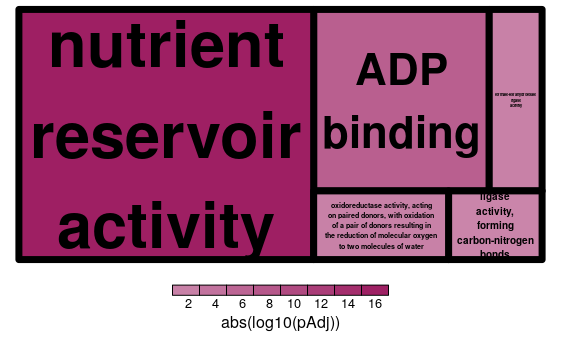 nutrient
reservoir
activity
ADP
binding
ligase
activity
oxidoreductase activity, acting
on paired donors, with oxidation
of a pair of donors resulting in
the reduction of molecular oxygen
to two molecules of water
ligase
activity,
forming
carbon-nitrogen
bonds
2 4 6 8 10 12 14 16
abs(log10(pAdj))